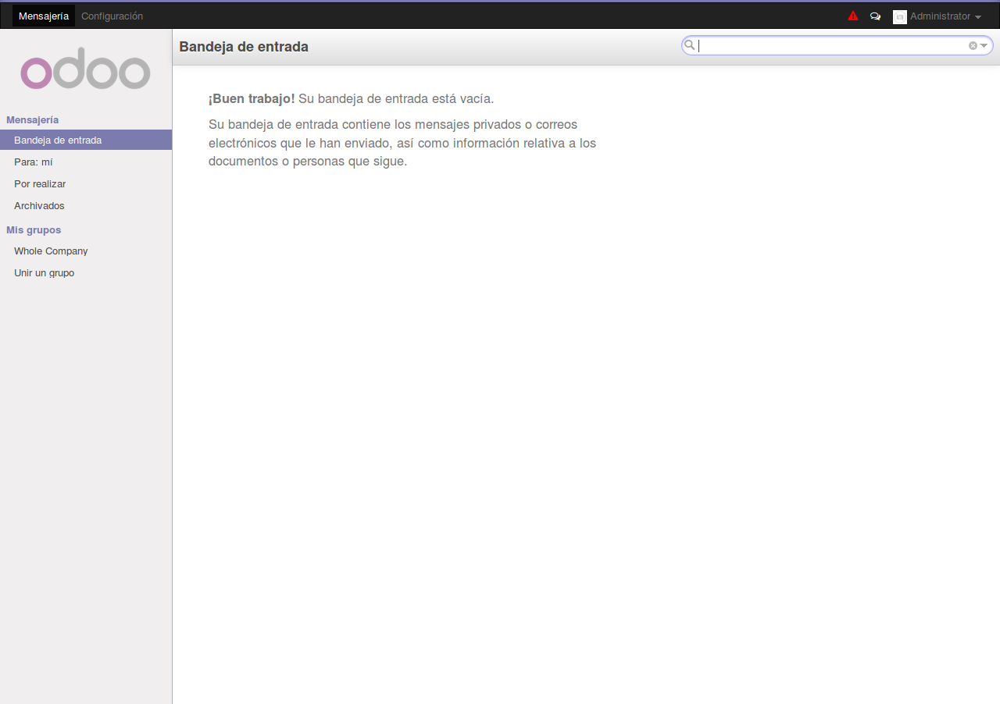 Mensajería Configuración Administrator
odoo
Bandeja de entrada
Mensajería
Bandeja de entrada
Para: mí
Por realizar
Archivados
Mis grupos
Whole Company
Unir un grupo
¡Buen trabajo! Su bandeja de entrada está vacía.
Su bandeja de entrada contiene los mensajes privados o correos
electrónicos que le han enviado, así como información relativa a los
documentos o personas que sigue.